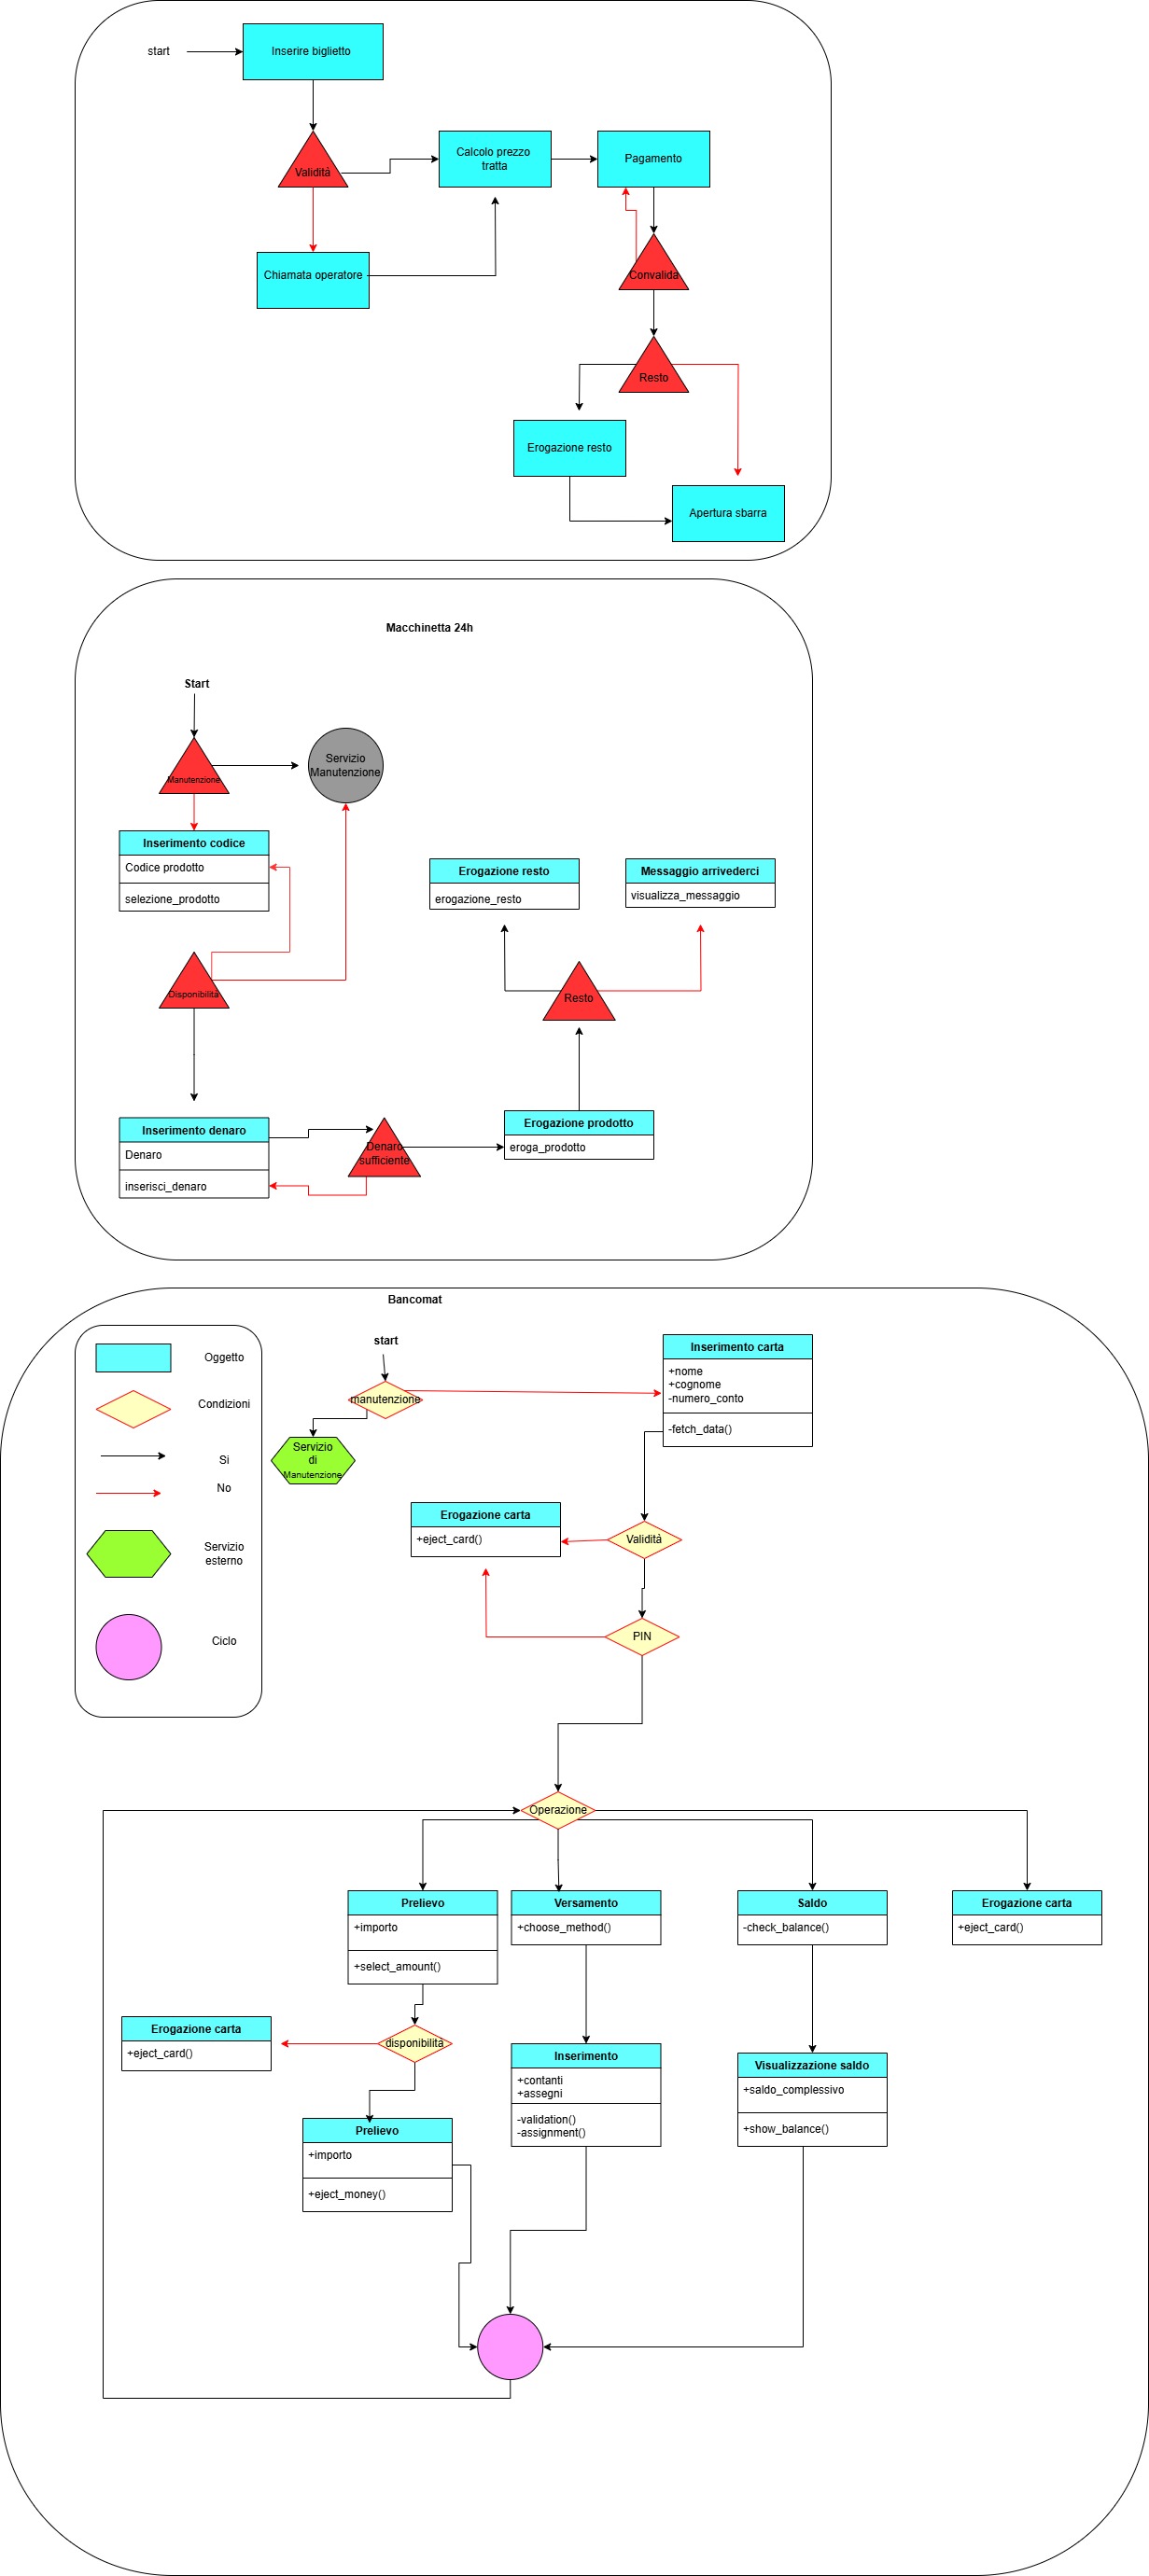 start
Inserire biglietto
Validità
Calcolo prezzo
tratta
Pagamento
Chiamata operatore
Convalida
Resto
Erogazione resto
Apertura sbarra
Macchinetta 24h
Start
Manutenzione
Servizio
Manutenzione
Inserimento codice
Codice prodotto
selezione_prodotto
Erogazione resto
erogazione_resto
Messaggio arrivederci
visualizza_messaggio
Disponibilità
Resto
Inserimento denaro
Denaro
inserisci_denaro
Denaro
sufficiente
Erogazione prodotto
eroga_prodotto
Bancomat
Oggetto
Condizioni
Si
No
Servizio
esterno
Ciclo
start
manutenzione
Servizio
di
Manutenzione
Inserimento carta
+nome
+cognome
-numero_conto
-fetch_data()
Erogazione carta
+eject_card()
Validità
PIN
Operazione
Prelievo
+importo
+select_amount()
Versamento
+choose_method()
Saldo
-check_balance()
Erogazione carta
+eject_card()
Erogazione carta
+eject_card()
disponibilità
Inserimento
+contanti
+assegni
-validation()
-assignment()
Visualizzazione saldo
+saldo_complessivo
+show_balance()
Prelievo
+importo
+eject_money()